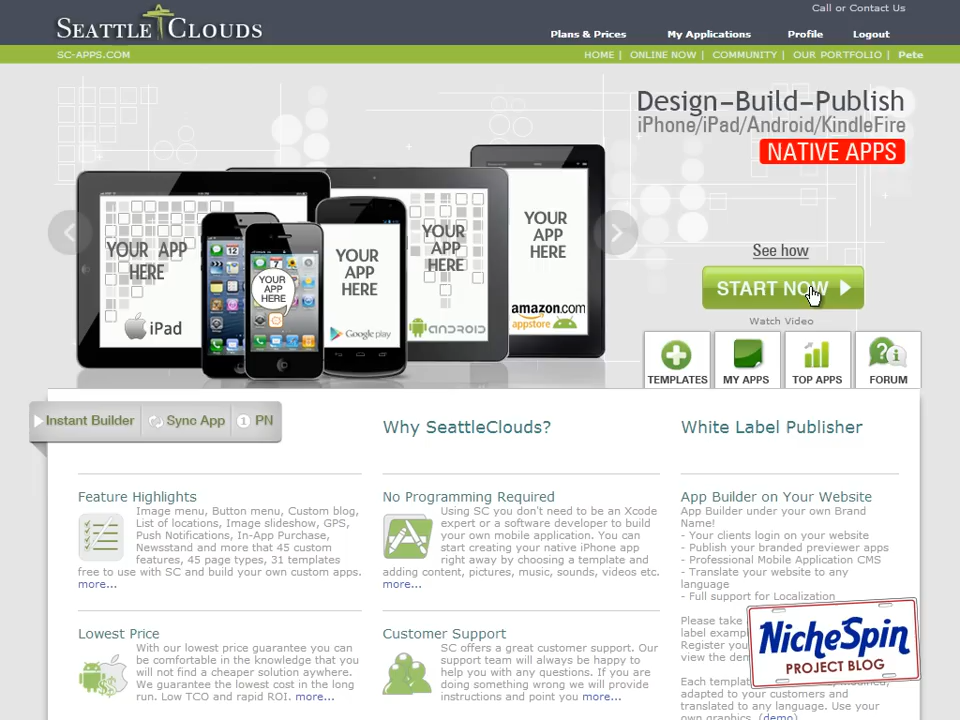 SEATTLE CLOUDS
Call or Contact Us
Plans & Prices
My Applications
Profile
Logout
SC-APPS.COM
HOME | ONLINE NOW | COMMUNITY | OUR PORTFOLIO | Pete
Design-Build-Publish
iPhone/iPad/Android/KindleFire
NATIVE APPS
YOUR APP
HERE
iPad
YOUR
APP
HERE
YOUR
APP
HERE
Google play
YOUR
APP
HERE
ANDROID
YOUR
APP
HERE
amazon.com
appstore
See how
START NOW
Watch Video
TEMPLATES
MY APPS
TOP APPS
FORUM
Instant Builder
Sync App
1 PN
Feature Highlights
Image menu, Button menu, Custom blog,
List of locations, Image slideshow, GPS,
Push Notifications, In-App Purchase,
Newsstand and more that 45 custom
features, 45 page types, 31 templates
free to use with SC and build your own custom apps.
more...
Lowest Price
With our lowest price guarantee you can
be comfortable in the knowledge that you
will not find a cheaper solution aywhere.
We guarantee the lowest cost in the long
run. Low TCO and rapid ROI. more...
Why SeattleClouds?
No Programming Required
Using SC you don't need to be an Xcode
expert or a software developer to build
your own mobile application. You can
start creating your native iPhone app
right away by choosing a template and
adding content, pictures, music, sounds, videos etc.
more...
Customer Support
SC offers a great customer support. Our
support team will always be happy to
help you with any questions. If you are
doing something wrong we will provide
instructions and point you more...
White Label Publisher
App Builder on Your Website
App Builder under your own Brand
Name!
- Your clients login on your website
- Publish your branded previewer apps
- Professional Mobile Application CMS
- Translate your website to any
language
- Full support for Localization
Please take
label
Register
view the
Each
adapted to your customers and
translated to any language. Use your
own graphics. (demo)
NicheSpin
PROJECT BLOG